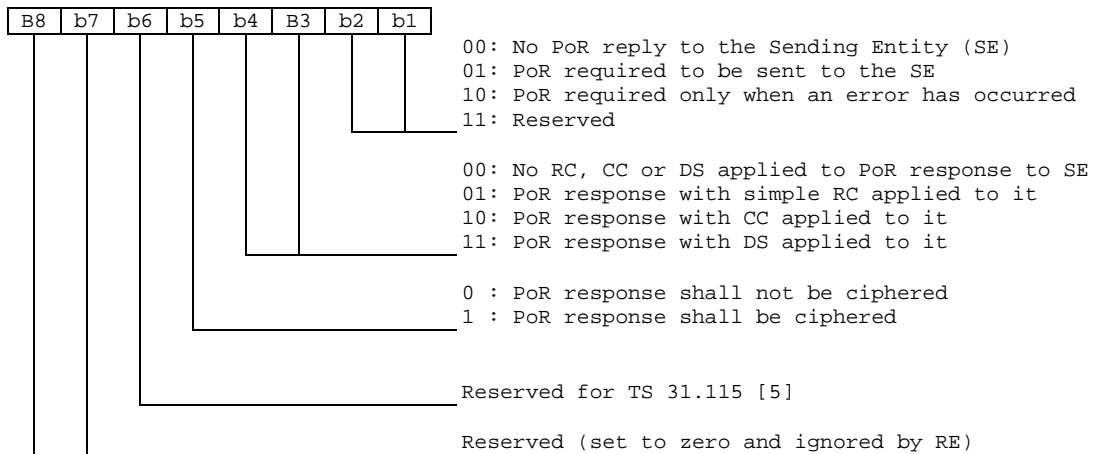 B8 b7 b6 b5 b4 B3 b2 b1
00: No PoR reply to the Sending Entity (SE)
01: PoR required to be sent to the SE
10: PoR required only when an error has occurred
11: Reserved
00: No RC, CC or DS applied to PoR response to SE
01: PoR response with simple RC applied to it
10: PoR response with CC applied to it
11: PoR response with DS applied to it
0 : PoR response shall not be ciphered
1 : PoR response shall be ciphered
Reserved for TS 31.115 [5]
Reserved (set to zero and ignored by RE)